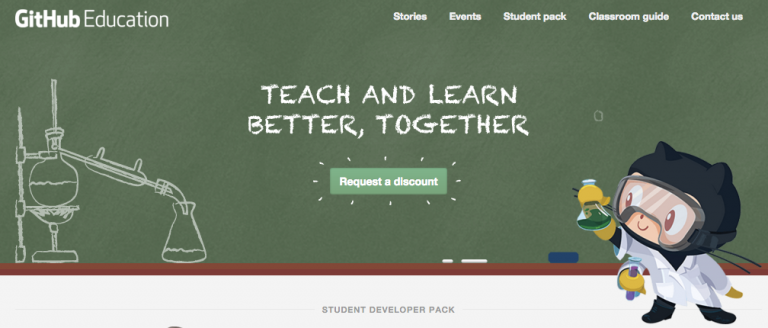 GitHub Education
Stories Events Student pack Classroom guide Contact us
TEACH AND LEARN
BETTER, TOGETHER
Request a discount
STUDENT DEVELOPER PACK